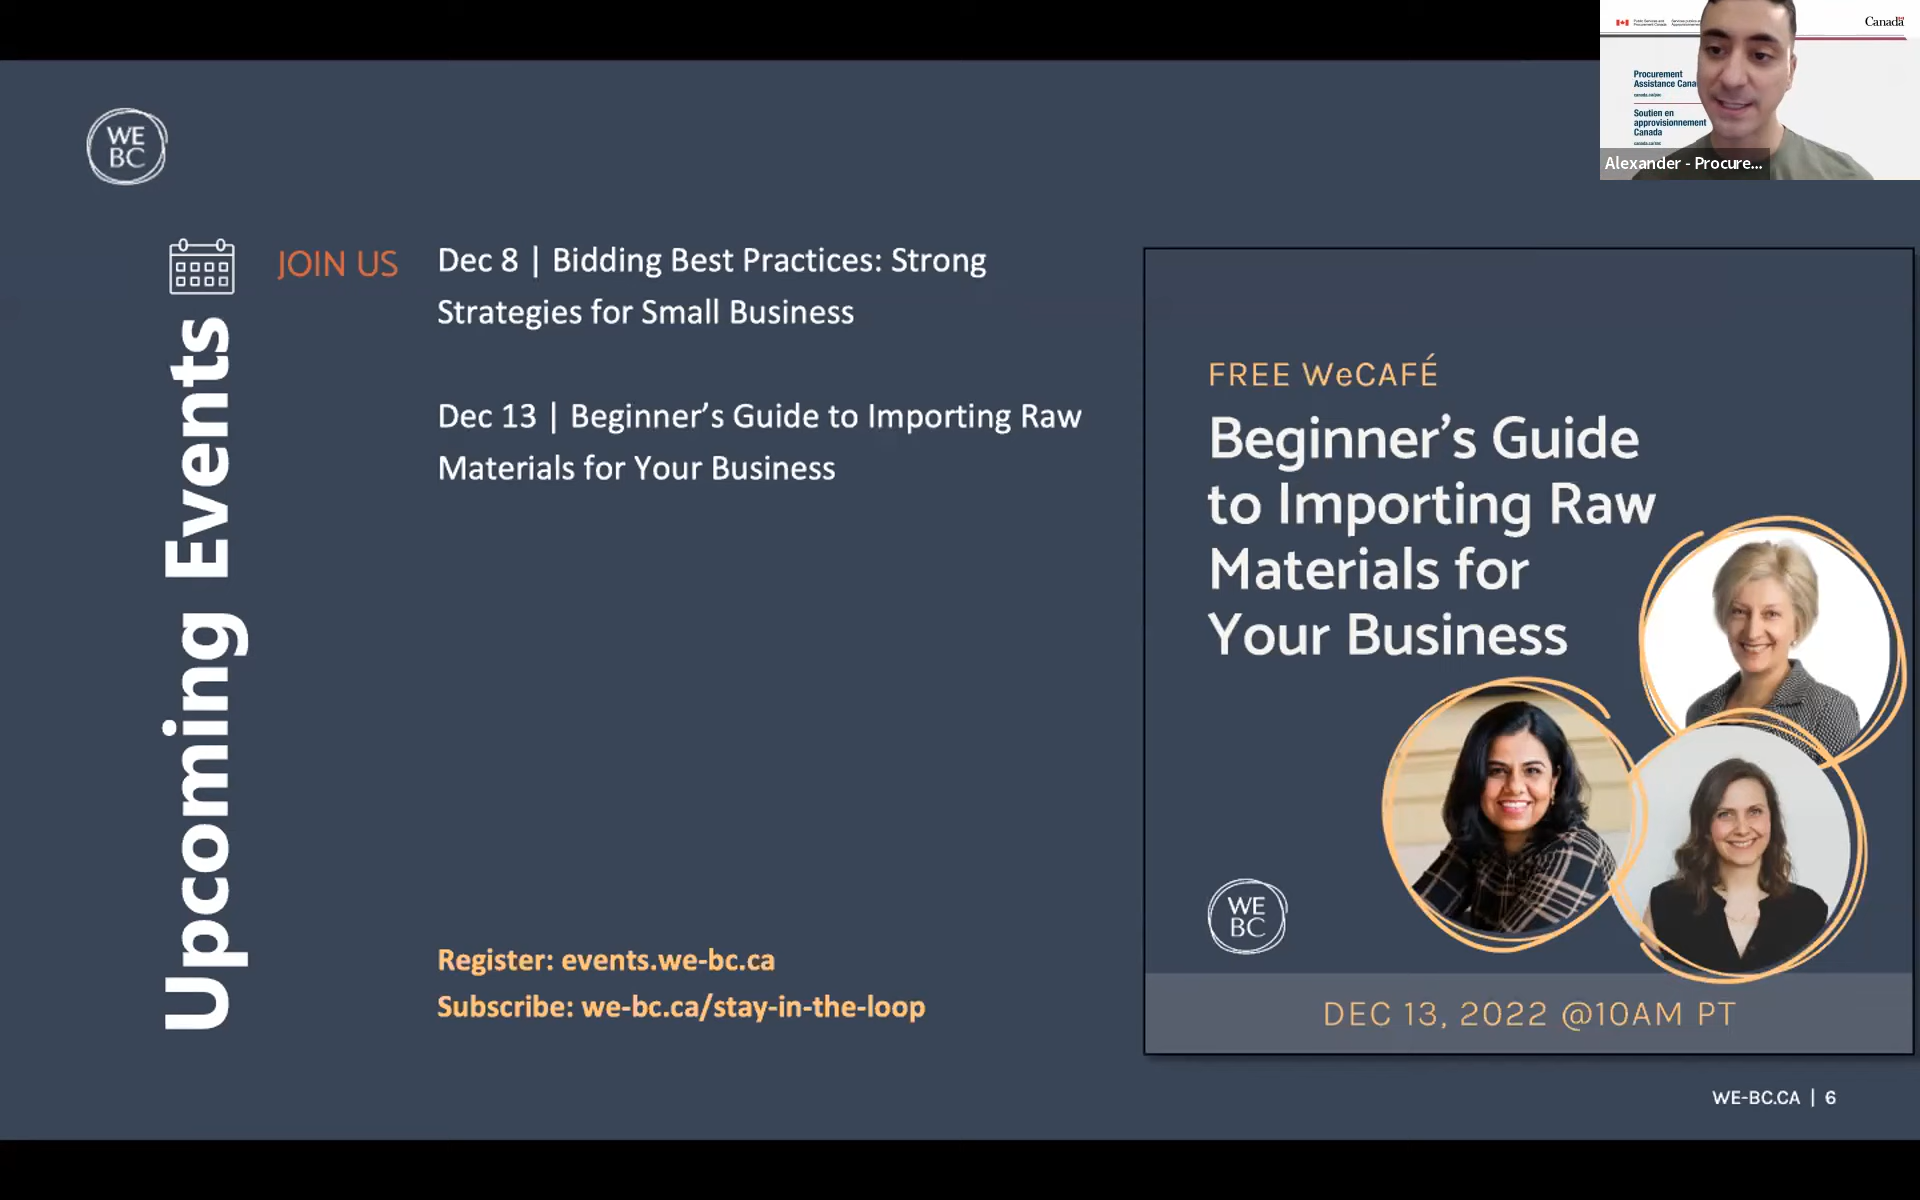 Canada
Procurement
Assistance Cana
Soutien en
approvisionnement
Canada
Alexander - Procure...
WE
BC
Upcoming Events
JOIN US
Dec 8 | Bidding Best Practices: Strong
Strategies for Small Business
Dec 13 | Beginner’s Guide to Importing Raw
Materials for Your Business
Register: events.we-bc.ca
Subscribe: we-bc.ca/stay-in-the-loop
FREE WeCAFÉ
Beginner’s Guide
to Importing Raw
Materials for
Your Business
WE
BC
DEC 13, 2022 @10AM PT
WE-BC.CA | 6